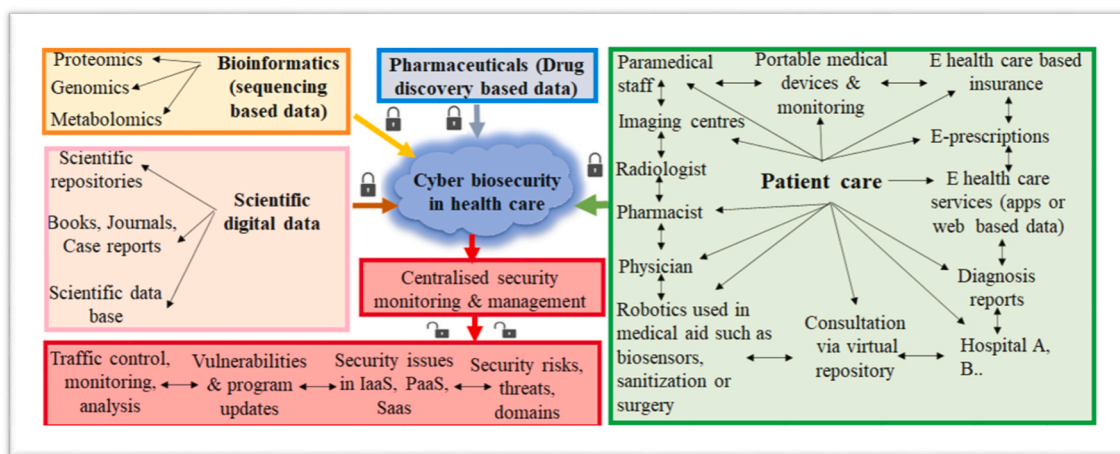 Proteomics
Genomics
Metabolomics
Bioinformatics
(sequencing
based data)
Pharmaceuticals (Drug
discovery based data)
Scientific
repositories
Books, Journals,
Case reports
Scientific data
base
Scientific
digital data
Cyber biosecurity
in health care
Centralised security
monitoring & management
Traffic control,
monitoring,
analysis
Vulnerabilities
& program
updates
Security issues
in IaaS, PaaS,
Saas
Security risks,
threats,
domains
Paramedical
staff
Imaging centres
Radiologist
Pharmacist
Physician
Robotics used in
medical aid such as
biosensors,
sanitization or
surgery
Portable medical
devices &
monitoring
Patient care
Consultation
via virtual
repository
E health care based
insurance
E-prescriptions
E health care
services (apps or
web based data)
Diagnosis
reports
Hospital A,
B..